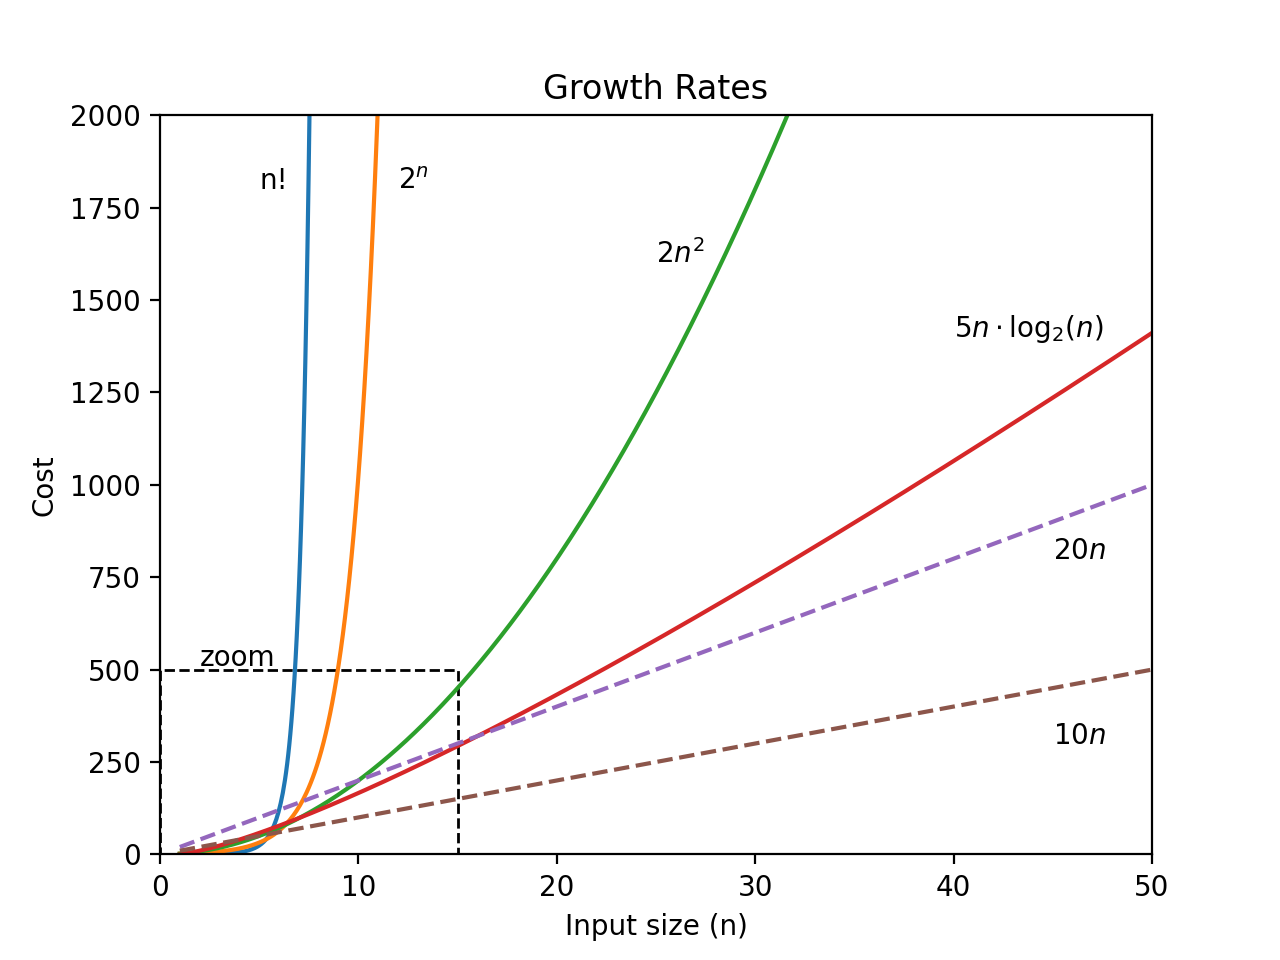 Growth Rates
2000
n!
2ⁿ
1750
2n²
1500
5n · log₂(n)
1250
Cost
1000
20n
750
zoom
500
10n
250
0
0 10 20 30 40 50
Input size (n)